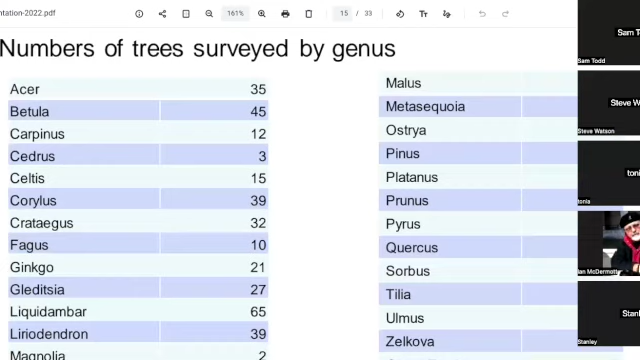 ntation-2022.pdf
161%
15 / 33
Numbers of trees surveyed by genus
Acer 35
Betula 45
Carpinus 12
Cedrus 3
Celtis 15
Corylus 39
Crataegus 32
Fagus 10
Ginkgo 21
Gleditsia 27
Liquidambar 65
Liriodendron 39
Magnolia 2
Malus
Metasequoia
Ostrya
Pinus
Platanus
Prunus
Pyrus
Quercus
Sorbus
Tilia
Ulmus
Zelkova
Sam T
Sam Todd
Steve W
Steve Watson
toni
tonia
Ian McDermott
Stanl
Stanley